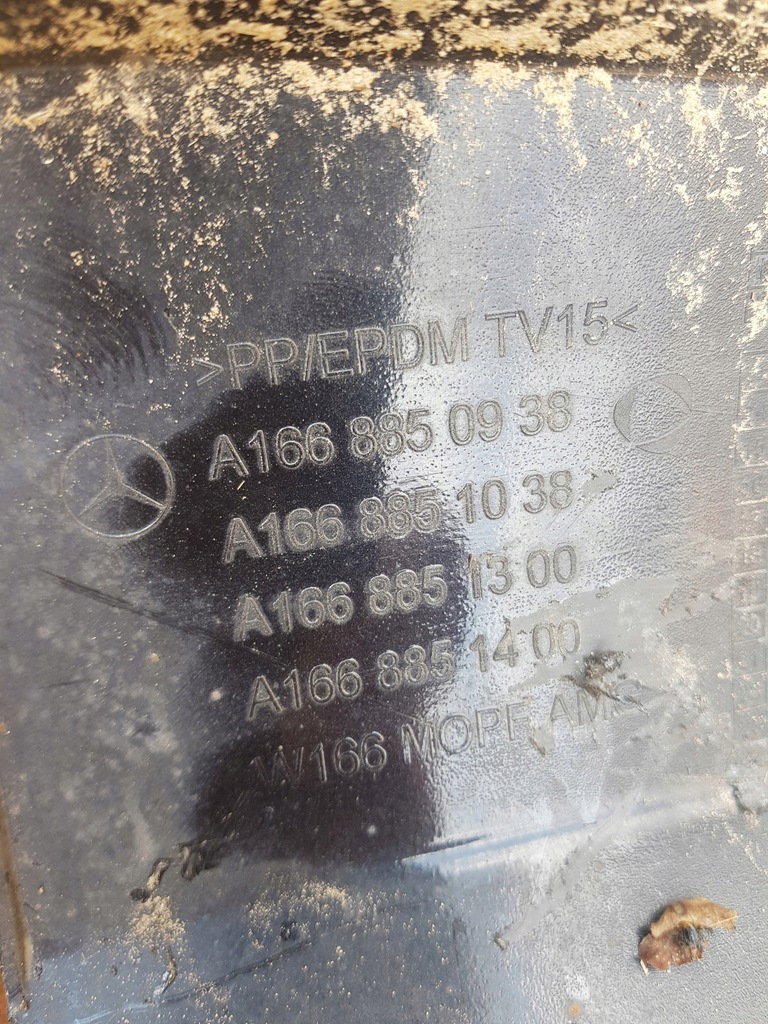 >PP/EPDM TV15<
A166 885 09 38
A166 885 10 38
A166 885 13 00
A166 885 14 00
W166 MOPF AMG